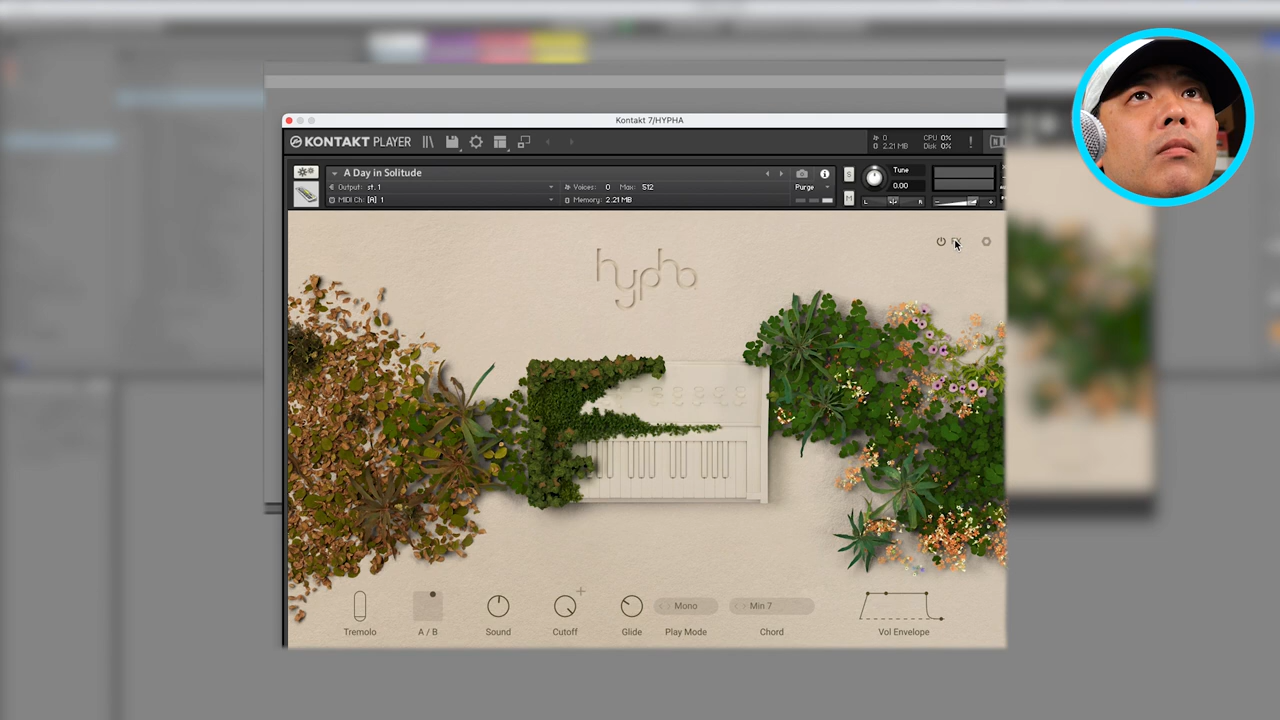 Kontakt 7/HYPHA
KONTAKT PLAYER
0
0 2.21 MB
CPU 0%
Disk 0%
!
A Day in Solitude
Output: st. 1
Voices: 0 Max: 512
Purge
MIDI Ch: [A] 1
Memory: 2.21 MB
S
M
Tune
0.00
L R
- +
hypha
Mono
Min 7
Tremolo
A / B
Sound
Cutoff
Glide
Play Mode
Chord
Vol Envelope